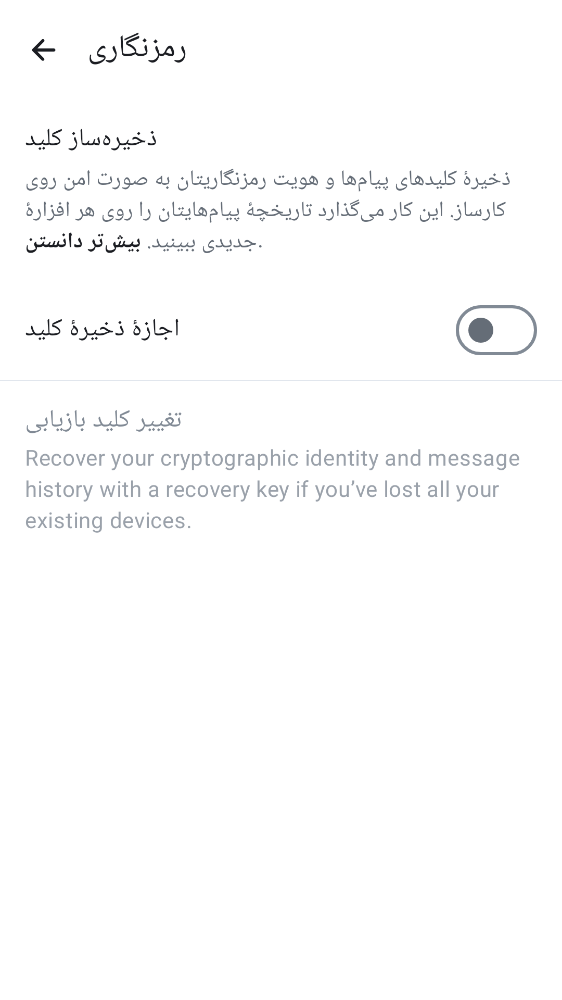 رمزنگاری
ذخیره‌ساز کلید
ذخیرهٔ کلیدهای پیام‌ها و هویت رمزنگاریتان به صورت امن روی
کارساز. این کار می‌گذارد تاریخچهٔ پیام‌هایتان را روی هر افزارهٔ
جدیدی ببینید. بیش‌تر دانستن.
اجازهٔ ذخیرهٔ کلید
تغییر کلید بازیابی
Recover your cryptographic identity and message
history with a recovery key if you’ve lost all your
existing devices.